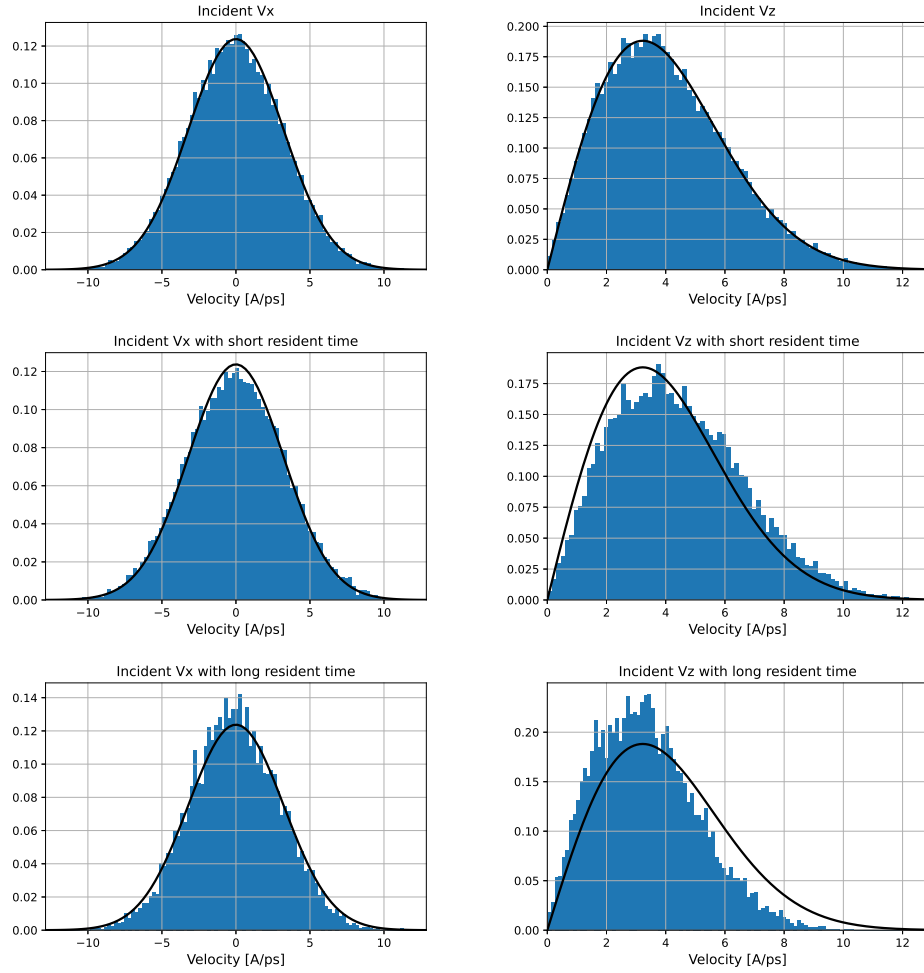 Incident Vx
0.12
0.10
0.08
0.06
0.04
0.02
0.00
−10 −5 0 5 10
Velocity [A/ps]
Incident Vz
0.200
0.175
0.150
0.125
0.100
0.075
0.050
0.025
0.000
0 2 4 6 8 10 12
Velocity [A/ps]
Incident Vx with short resident time
0.12
0.10
0.08
0.06
0.04
0.02
0.00
−10 −5 0 5 10
Velocity [A/ps]
Incident Vz with short resident time
0.175
0.150
0.125
0.100
0.075
0.050
0.025
0.000
0 2 4 6 8 10 12
Velocity [A/ps]
Incident Vx with long resident time
0.14
0.12
0.10
0.08
0.06
0.04
0.02
0.00
−10 −5 0 5 10
Velocity [A/ps]
Incident Vz with long resident time
0.20
0.15
0.10
0.05
0.00
0 2 4 6 8 10 12
Velocity [A/ps]